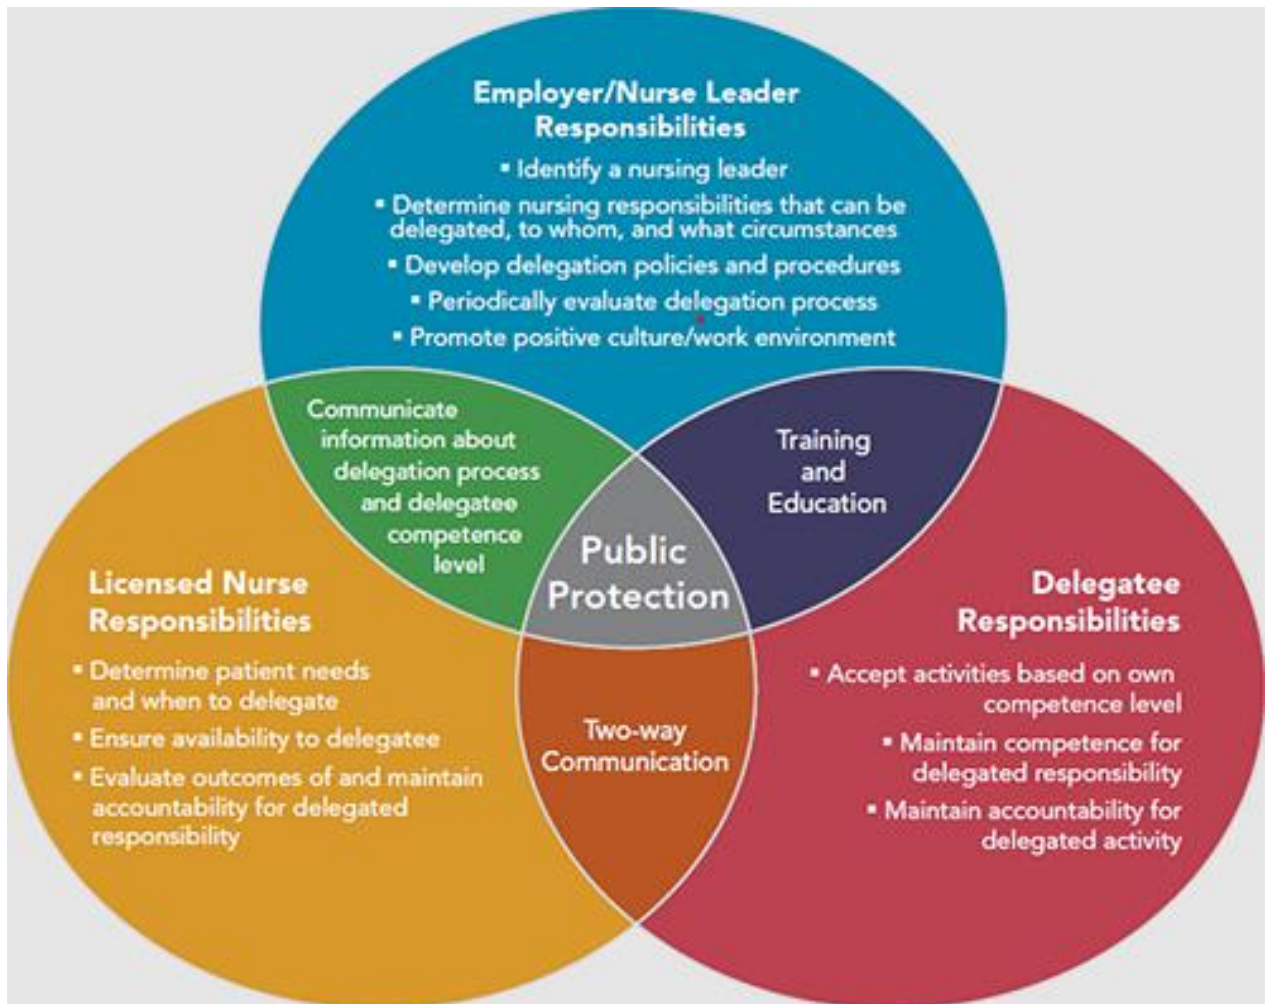 Employer/Nurse Leader
Responsibilities
▪ Identify a nursing leader
▪ Determine nursing responsibilities that can be
delegated, to whom, and what circumstances
▪ Develop delegation policies and procedures
▪ Periodically evaluate delegation process
▪ Promote positive culture/work environment
Communicate
information about
delegation process
and delegatee
competence
level
Training
and
Education
Public
Protection
Licensed Nurse
Responsibilities
▪ Determine patient needs
and when to delegate
▪ Ensure availability to delegatee
▪ Evaluate outcomes of and maintain
accountability for delegated
responsibility
Two-way
Communication
Delegatee
Responsibilities
▪ Accept activities based on own
competence level
▪ Maintain competence for
delegated responsibility
▪ Maintain accountability for
delegated activity